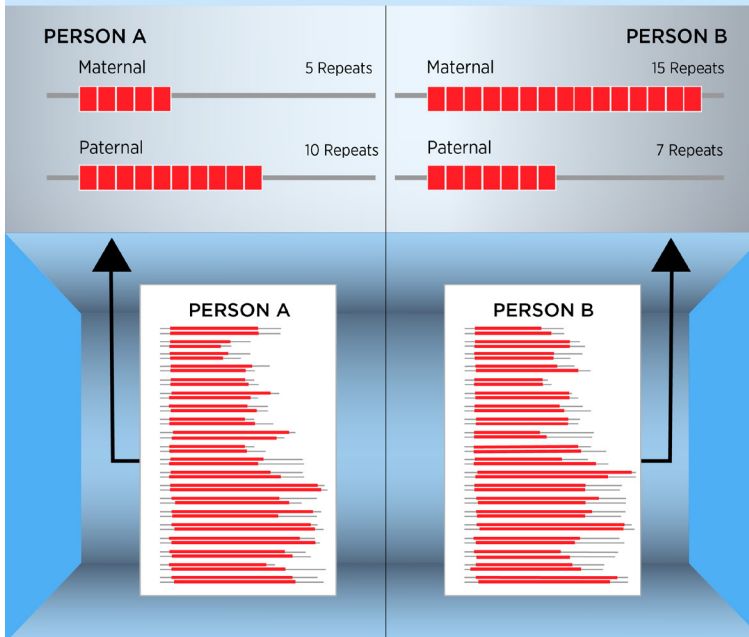 PERSON A
Maternal 5 Repeats
Paternal 10 Repeats
PERSON B
Maternal 15 Repeats
Paternal 7 Repeats
PERSON A
PERSON B